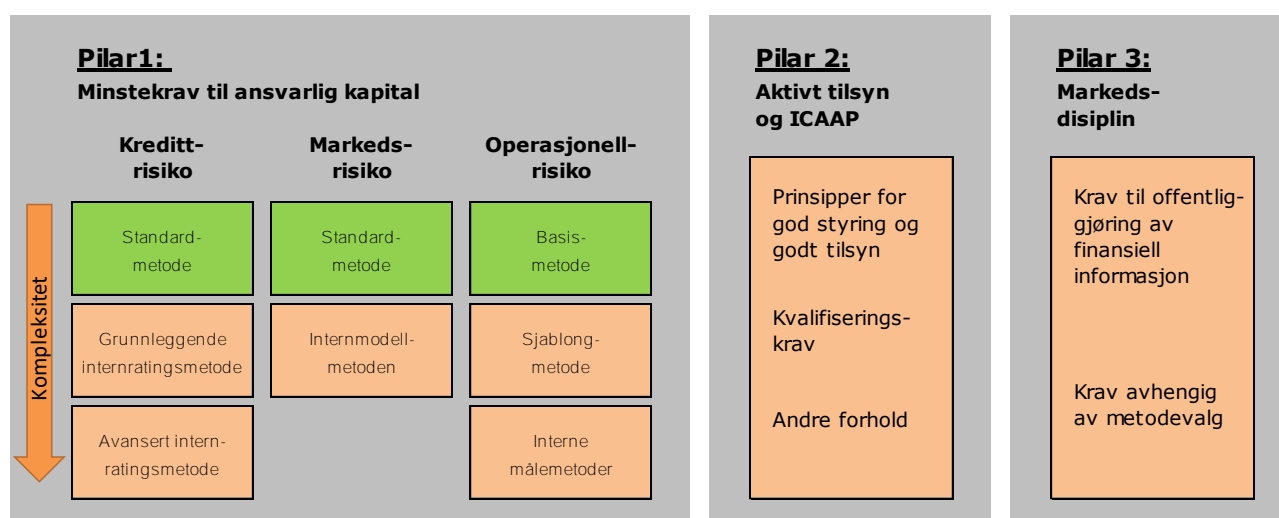 Pilar1:
Minstekrav til ansvarlig kapital
Kreditt-
risiko
Markeds-
risiko
Operasjonell-
risiko
Kompleksitet
Standard-
metode
Standard-
metode
Basis-
metode
Grunnleggende
internratingsmetode
Internmodell-
metoden
Sjablong-
metode
Avansert intern-
ratingsmetode
Interne
målemetoder
Pilar 2:
Aktivt tilsyn
og ICAAP
Prinsipper for
god styring og
godt tilsyn
Kvalifiserings-
krav
Andre forhold
Pilar 3:
Markeds-
disiplin
Krav til offentlig-
gjøring av
finansiell
informasjon
Krav avhengig
av metodevalg